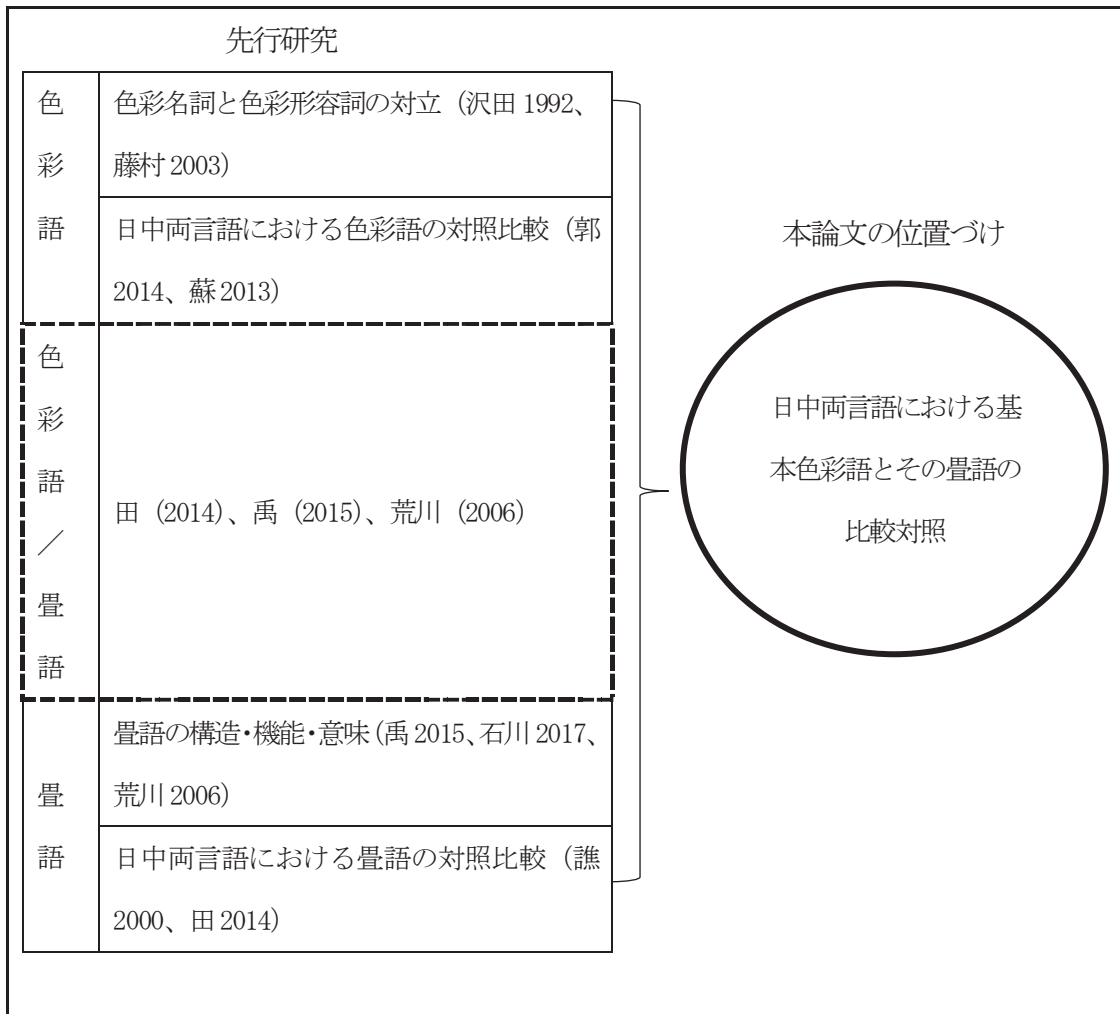 先行研究
色彩語
色彩名詞と色彩形容詞の対立（沢田 1992、
藤村 2003）
日中両言語における色彩語の対照比較（郭
2014、蘇 2013）
色彩語／畳語
田（2014）、禹（2015）、荒川（2006）
畳語
畳語の構造・機能・意味（禹 2015、石川 2017、
荒川 2006）
日中両言語における畳語の対照比較（譙
2000、田 2014）
本論文の位置づけ
日中両言語における基
本色彩語とその畳語の
比較対照